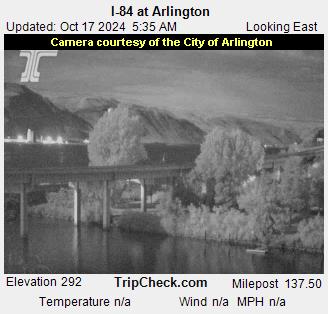 I-84 at Arlington
Updated: Oct 17 2024 5:35 AM Looking East
Camera courtesy of the City of Arlington
Elevation 292 TripCheck.com Milepost 137.50
Temperature n/a Wind n/a MPH n/a